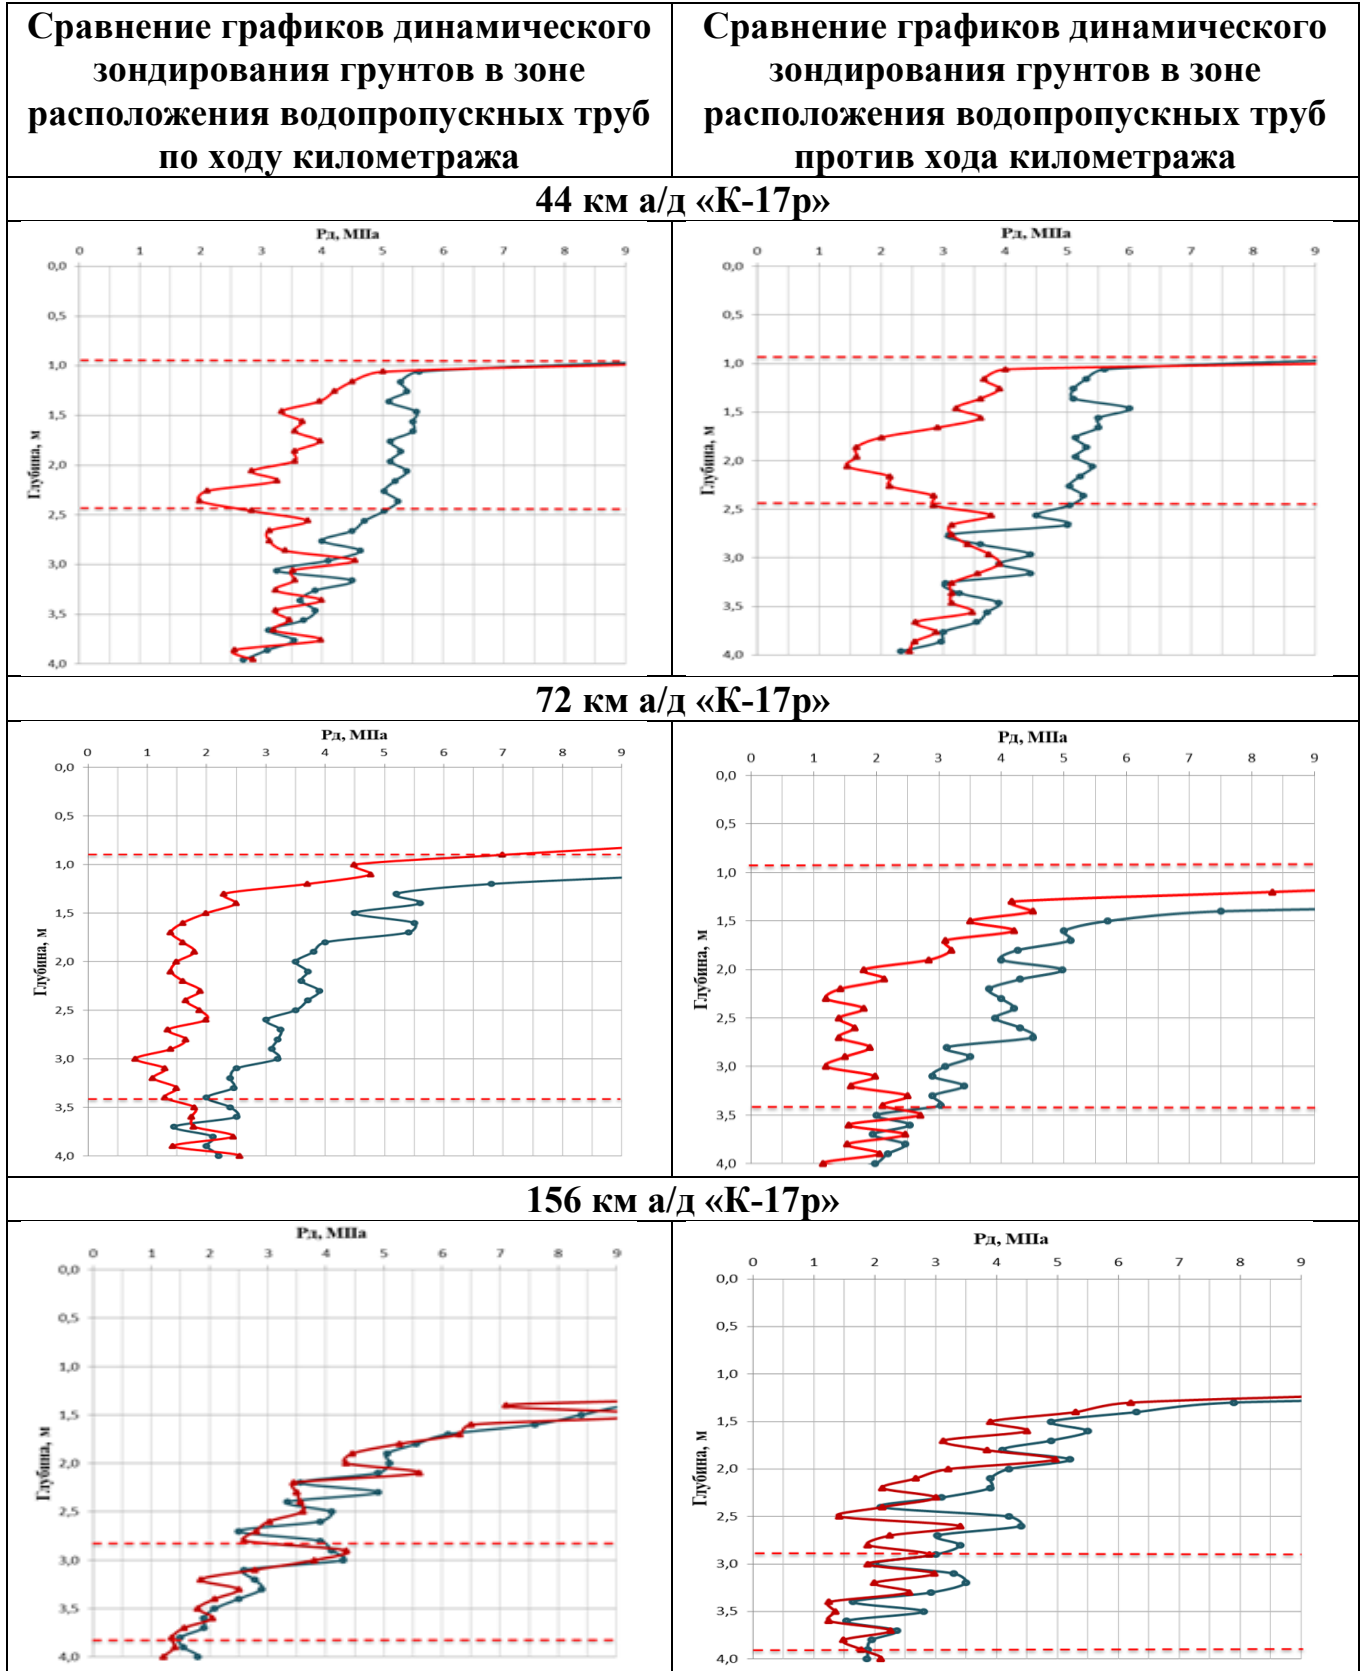 Сравнение графиков динамического
зондирования грунтов в зоне
расположения водопропускных труб
по ходу километража
Сравнение графиков динамического
зондирования грунтов в зоне
расположения водопропускных труб
против хода километража
44 км а/д «К-17р»
Рд, МПа
0 1 2 3 4 5 6 7 8 9
0,0
0,5
1,0
1,5
2,0
2,5
3,0
3,5
4,0
Глубина, м
Рд, МПа
0 1 2 3 4 5 6 7 8 9
0,0
0,5
1,0
1,5
2,0
2,5
3,0
3,5
4,0
Глубина, м
72 км а/д «К-17р»
Рд, МПа
0 1 2 3 4 5 6 7 8 9
0,0
0,5
1,0
1,5
2,0
2,5
3,0
3,5
4,0
Глубина, м
Рд, МПа
0 1 2 3 4 5 6 7 8 9
0,0
0,5
1,0
1,5
2,0
2,5
3,0
3,5
4,0
Глубина, м
156 км а/д «К-17р»
Рд, МПа
0 1 2 3 4 5 6 7 8 9
0,0
0,5
1,0
1,5
2,0
2,5
3,0
3,5
4,0
Глубина, м
Рд, МПа
0 1 2 3 4 5 6 7 8 9
0,0
0,5
1,0
1,5
2,0
2,5
3,0
3,5
4,0
Глубина, м